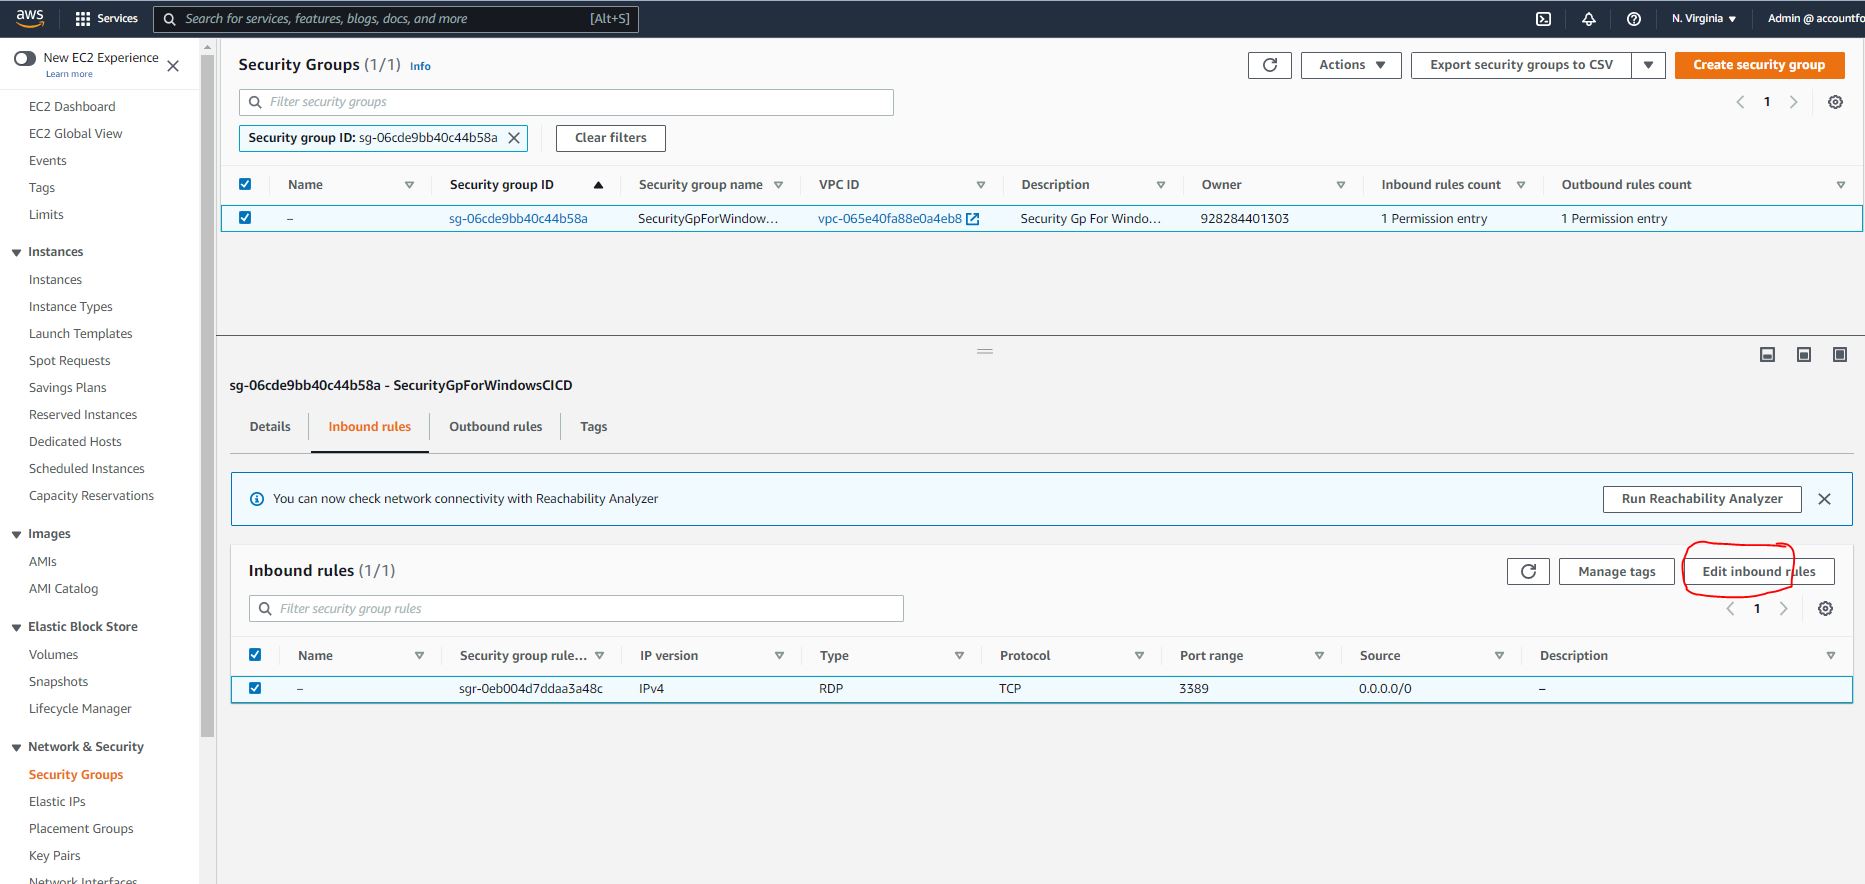 aws Services Search for services, features, blogs, docs, and more [Alt+S] N. Virginia Admin @ accountfo
New EC2 Experience
Learn more
EC2 Dashboard
EC2 Global View
Events
Tags
Limits
Instances
Instances
Instance Types
Launch Templates
Spot Requests
Savings Plans
Reserved Instances
Dedicated Hosts
Scheduled Instances
Capacity Reservations
Images
AMIs
AMI Catalog
Elastic Block Store
Volumes
Snapshots
Lifecycle Manager
Network & Security
Security Groups
Elastic IPs
Placement Groups
Key Pairs
Network Interfaces
Security Groups (1/1) Info Actions Export security groups to CSV Create security group
Filter security groups 1
Security group ID: sg-06cde9bb40c44b58a Clear filters
Name Security group ID Security group name VPC ID Description Owner Inbound rules count Outbound rules count
– sg-06cde9bb40c44b58a SecurityGpForWindow... vpc-065e40fa88e0a4eb8 Security Gp For Windo... 928284401303 1 Permission entry 1 Permission entry
sg-06cde9bb40c44b58a - SecurityGpForWindowsCICD
Details Inbound rules Outbound rules Tags
You can now check network connectivity with Reachability Analyzer Run Reachability Analyzer
Inbound rules (1/1) Manage tags Edit inbound rules
Filter security group rules 1
Name Security group rule... IP version Type Protocol Port range Source Description
– sgr-0eb004d7ddaa3a48c IPv4 RDP TCP 3389 0.0.0.0/0 –